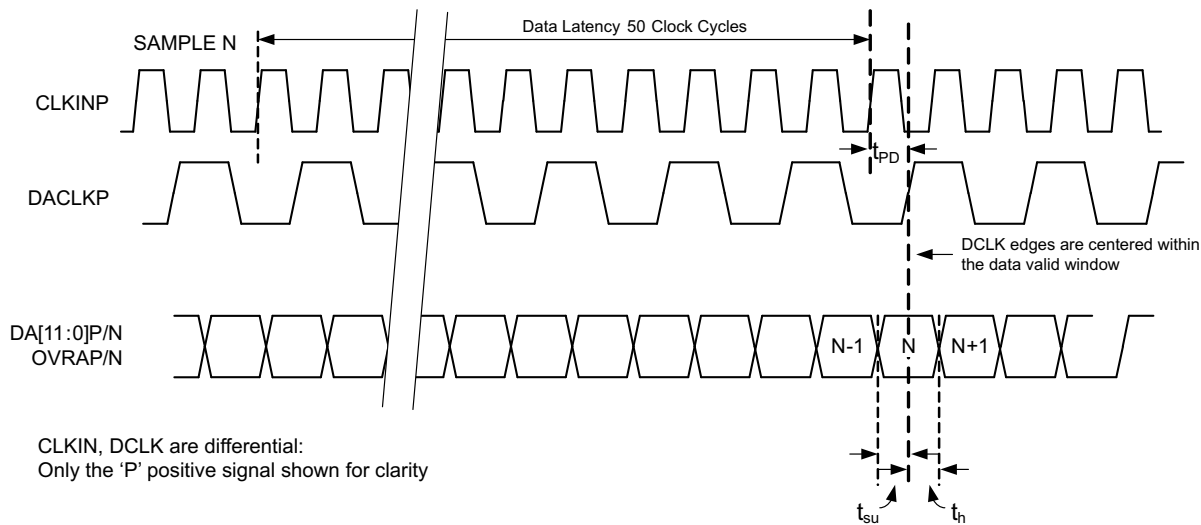 Data Latency 50 Clock Cycles
SAMPLE N
CLKINP
tPD
DACLKP
DCLK edges are centered within
the data valid window
DA[11:0]P/N
OVRAP/N
N-1
N
N+1
CLKIN, DCLK are differential:
Only the ‘P’ positive signal shown for clarity
tsu
th